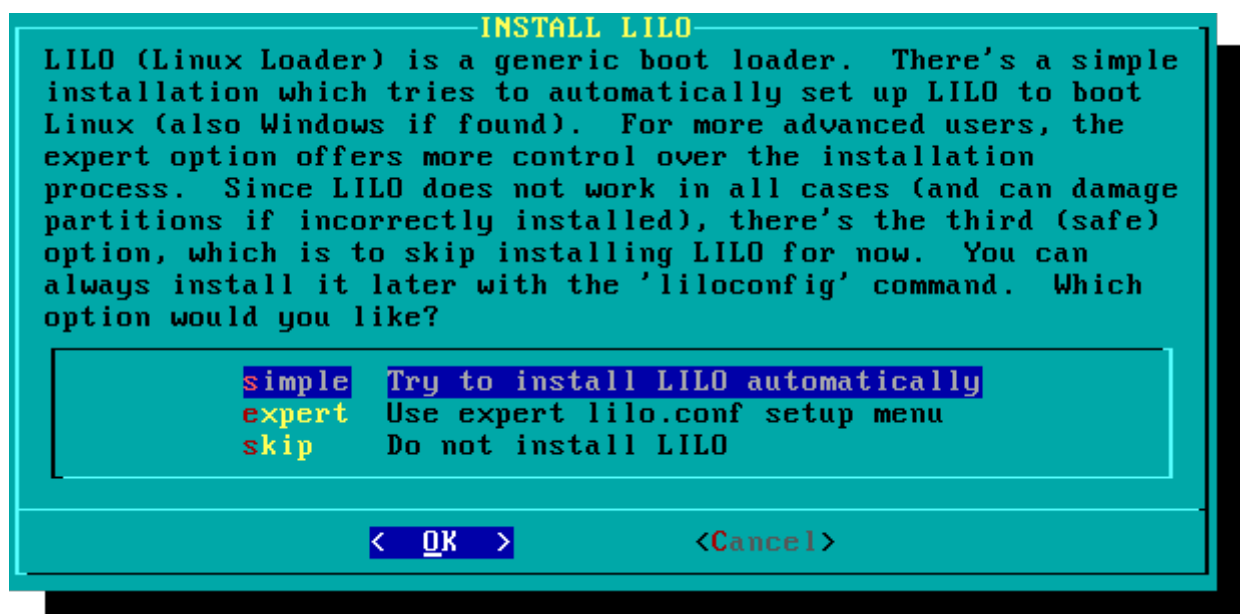 INSTALL LILO
LILO (Linux Loader) is a generic boot loader.  There's a simple
installation which tries to automatically set up LILO to boot
Linux (also Windows if found).  For more advanced users, the
expert option offers more control over the installation
process.  Since LILO does not work in all cases (and can damage
partitions if incorrectly installed), there's the third (safe)
option, which is to skip installing LILO for now.  You can
always install it later with the 'liloconfig' command.  Which
option would you like?
simple  Try to install LILO automatically
expert  Use expert lilo.conf setup menu
skip    Do not install LILO
<  OK  >          <Cancel>